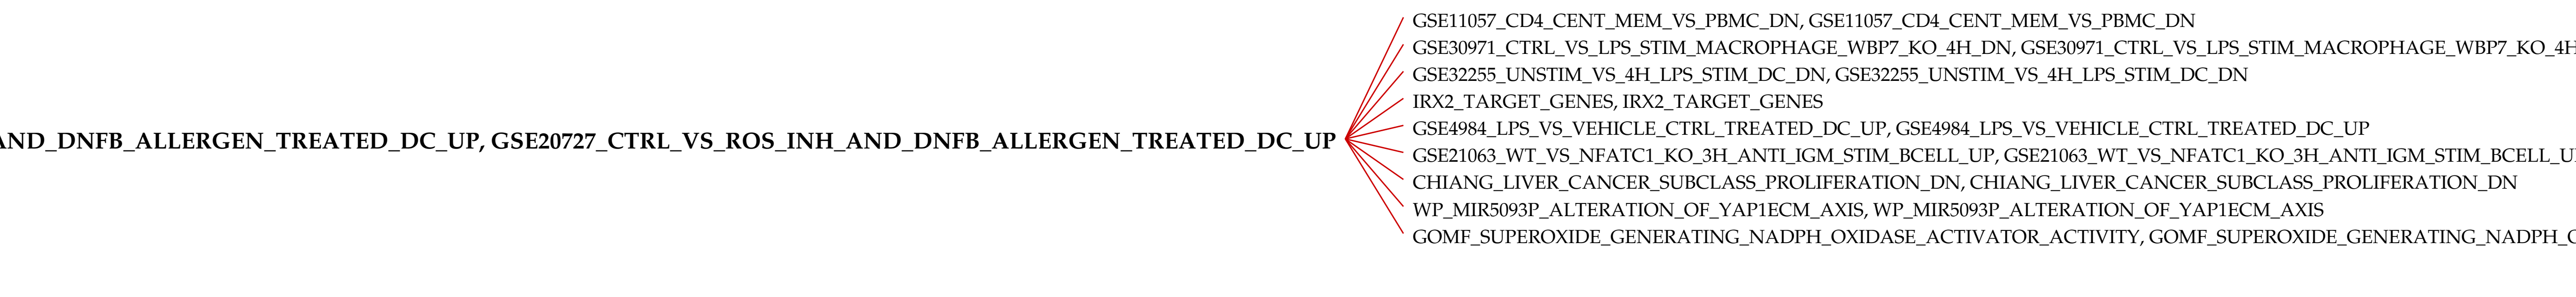 GSE11057_CD4_CENT_MEM_VS_PBMC_DN, GSE11057_CD4_CENT_MEM_VS_PBMC_DN
GSE30971_CTRL_VS_LPS_STIM_MACROPHAGE_WBP7_KO_4H_DN, GSE30971_CTRL_VS_LPS_STIM_MACROPHAGE_WBP7_KO_4H
GSE32255_UNSTIM_VS_4H_LPS_STIM_DC_DN, GSE32255_UNSTIM_VS_4H_LPS_STIM_DC_DN
IRX2_TARGET_GENES, IRX2_TARGET_GENES
GSE4984_LPS_VS_VEHICLE_CTRL_TREATED_DC_UP, GSE4984_LPS_VS_VEHICLE_CTRL_TREATED_DC_UP
AND_DNFB_ALLERGEN_TREATED_DC_UP, GSE20727_CTRL_VS_ROS_INH_AND_DNFB_ALLERGEN_TREATED_DC_UP
GSE21063_WT_VS_NFATC1_KO_3H_ANTI_IGM_STIM_BCELL_UP, GSE21063_WT_VS_NFATC1_KO_3H_ANTI_IGM_STIM_BCELL_U
CHIANG_LIVER_CANCER_SUBCLASS_PROLIFERATION_DN, CHIANG_LIVER_CANCER_SUBCLASS_PROLIFERATION_DN
WP_MIR5093P_ALTERATION_OF_YAP1ECM_AXIS, WP_MIR5093P_ALTERATION_OF_YAP1ECM_AXIS
GOMF_SUPEROXIDE_GENERATING_NADPH_OXIDASE_ACTIVATOR_ACTIVITY, GOMF_SUPEROXIDE_GENERATING_NADPH_